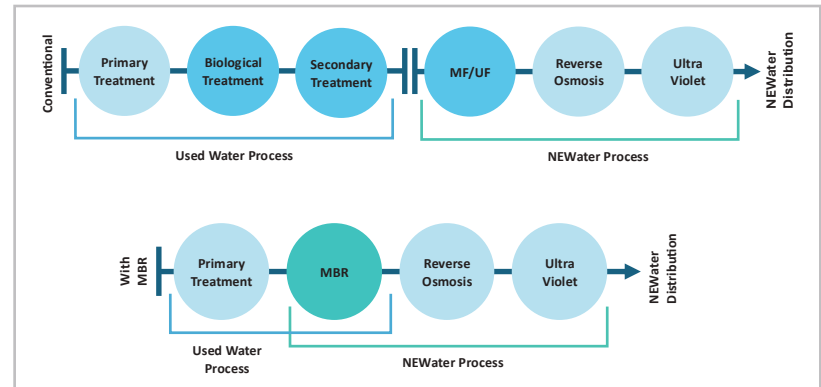 Conventional
Primary
Treatment
Biological
Treatment
Secondary
Treatment
MF/UF
Reverse
Osmosis
Ultra
Violet
NEWater
Distribution
Used Water Process
NEWater Process
With
MBR
Primary
Treatment
MBR
Reverse
Osmosis
Ultra
Violet
NEWater
Distribution
Used Water
Process
NEWater Process